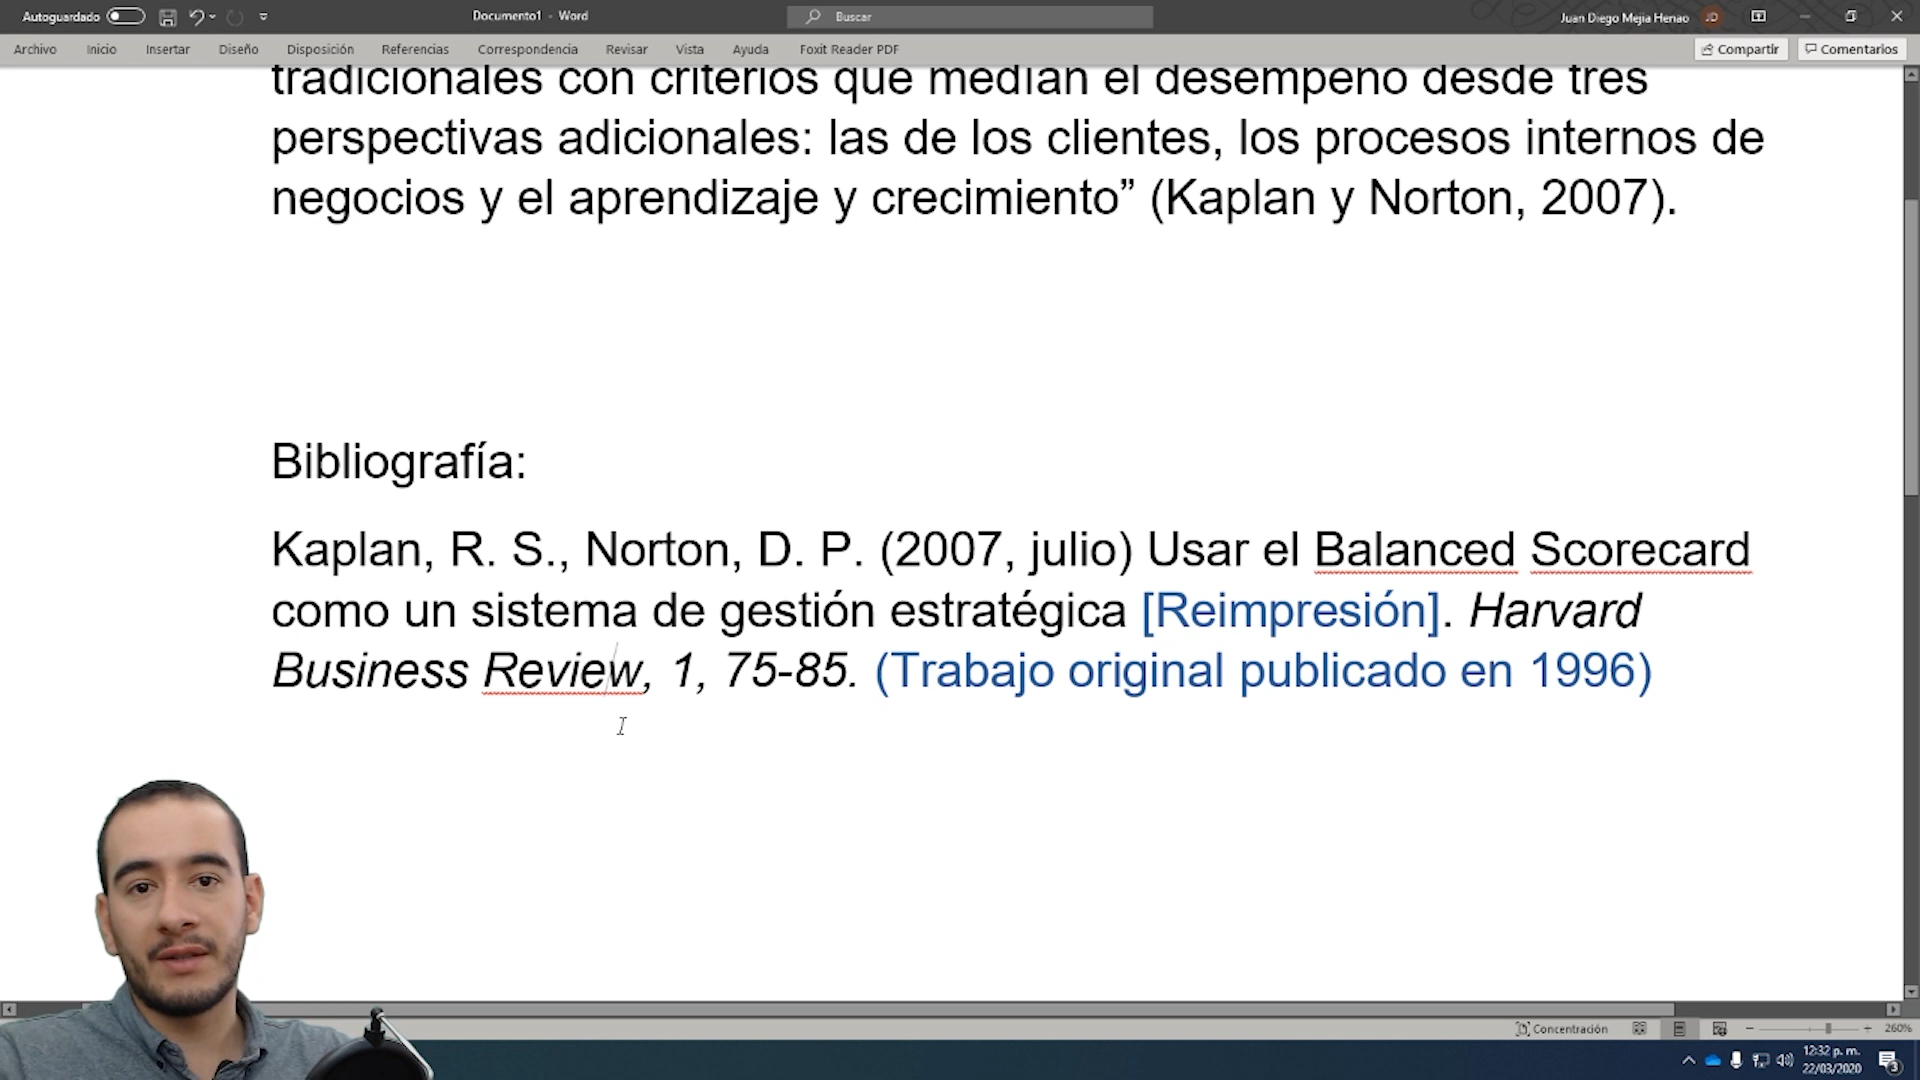 Autoguardado
Documento1 - Word
Buscar
Juan Diego Mejia Henao JD
Archivo Inicio Insertar Diseño Disposición Referencias Correspondencia Revisar Vista Ayuda Foxit Reader PDF Compartir Comentarios
tradicionales con criterios que medían el desempeño desde tres
perspectivas adicionales: las de los clientes, los procesos internos de
negocios y el aprendizaje y crecimiento” (Kaplan y Norton, 2007).
Bibliografía:
Kaplan, R. S., Norton, D. P. (2007, julio) Usar el Balanced Scorecard
como un sistema de gestión estratégica [Reimpresión]. Harvard
Business Review, 1, 75-85. (Trabajo original publicado en 1996)
Concentración
260%
12:32 p. m.
22/03/2020
3